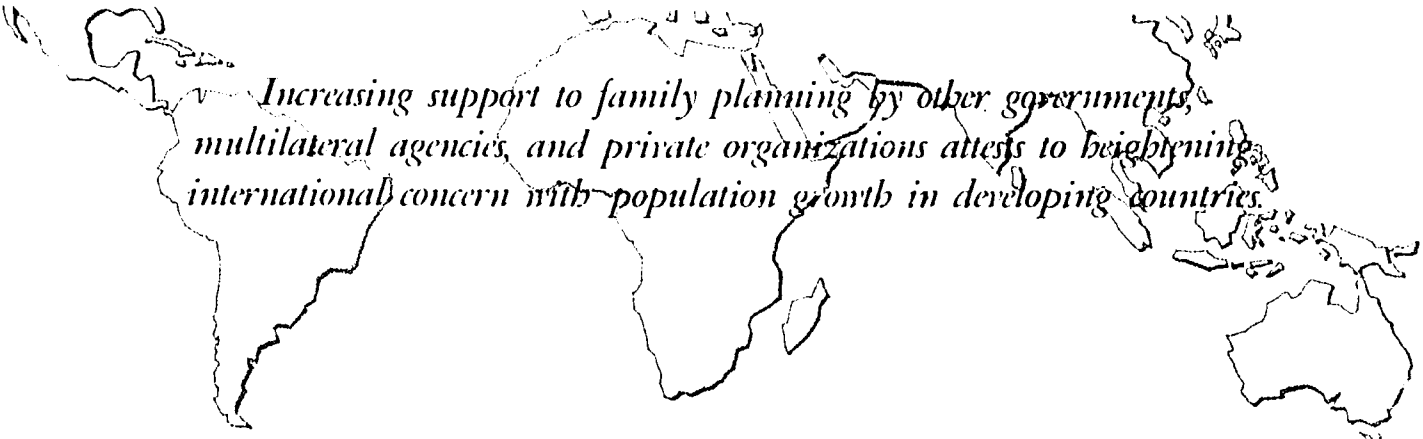 Increasing support to family planning by other governments,
multilateral agencies, and private organizations attests to heightening
international concern with population growth in developing countries.